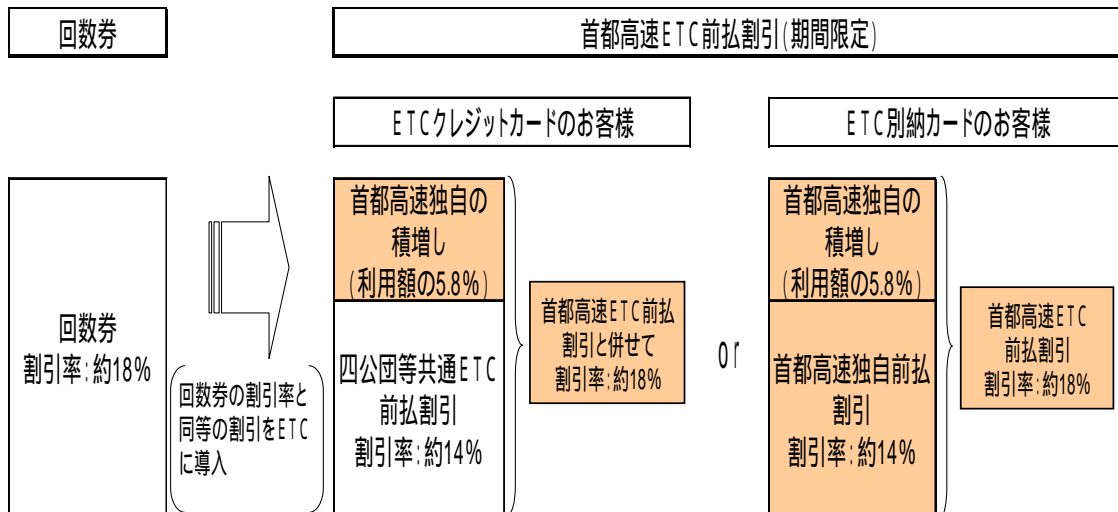 回数券
首都高速ETC前払割引(期間限定)
ETCクレジットカードのお客様
ETC別納カードのお客様
回数券
割引率:約18%
回数券の割引率と
同等の割引をETC
に導入
首都高速独自の
積増し
(利用額の5.8%)
四公団等共通ETC
前払割引
割引率:約14%
首都高速ETC前払
割引と併せて
割引率:約18%
or
首都高速独自の
積増し
(利用額の5.8%)
首都高速独自前払
割引
割引率:約14%
首都高速ETC
前払割引
割引率:約18%